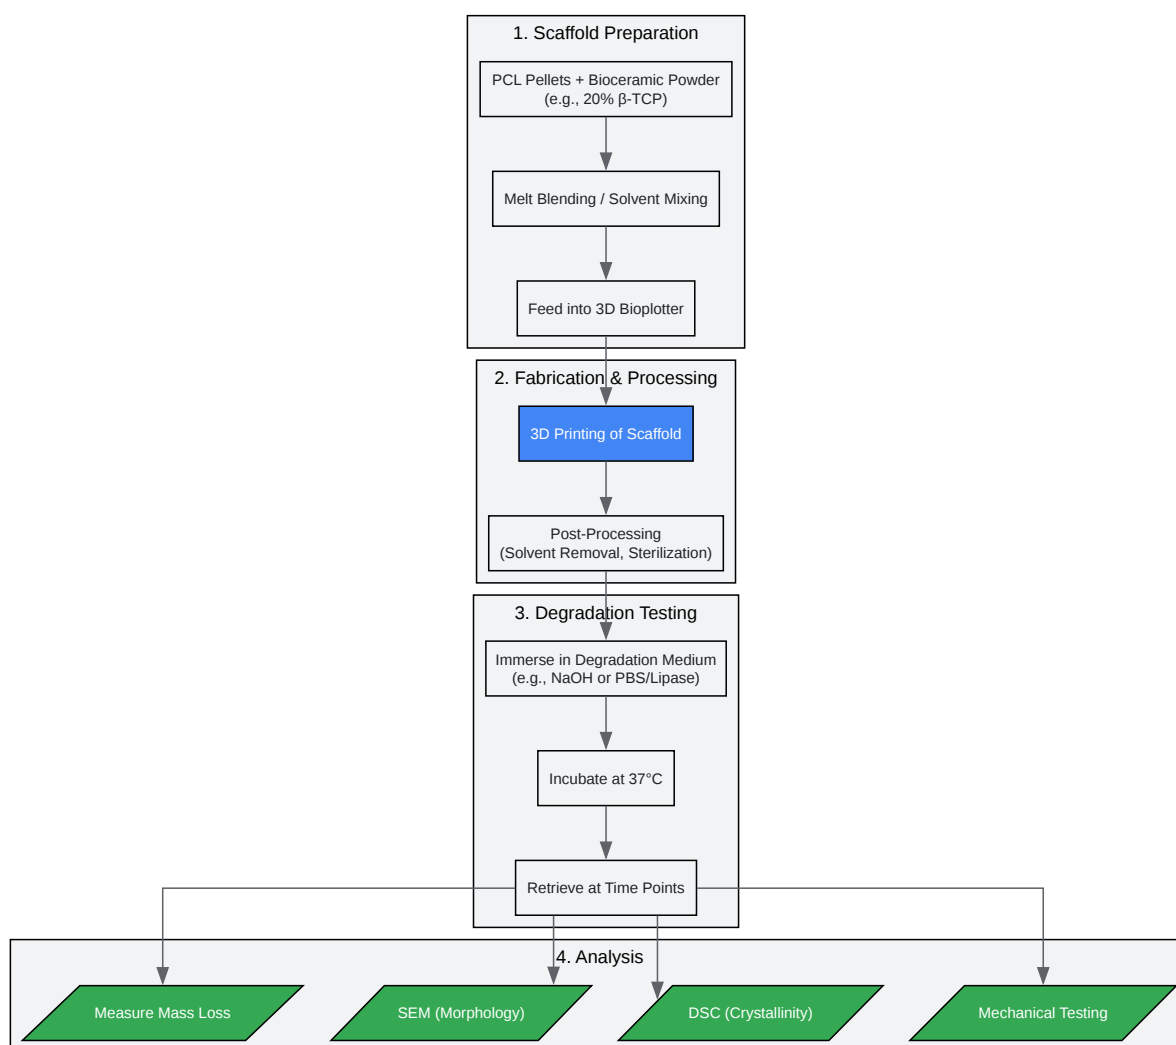 1. Scaffold Preparation
PCL Pellets + Bioceramic Powder
(e.g., 20% β-TCP)
Melt Blending / Solvent Mixing
Feed into 3D Bioplotter
2. Fabrication & Processing
3D Printing of Scaffold
Post-Processing
(Solvent Removal, Sterilization)
3. Degradation Testing
Immerse in Degradation Medium
(e.g., NaOH or PBS/Lipase)
Incubate at 37°C
Retrieve at Time Points
4. Analysis
Measure Mass Loss
SEM (Morphology)
DSC (Crystallinity)
Mechanical Testing